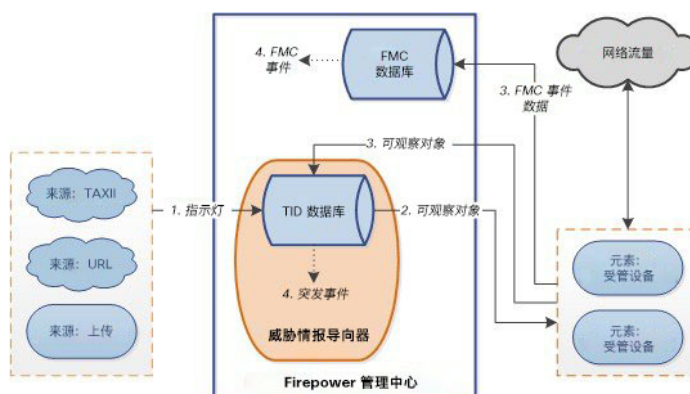 4. FMC
事件
FMC
数据库
网络流量
3. FMC 事件
数据
3. 可观察对象
来源：TAXII
1. 指示灯
TID 数据库
2. 可观察对象
来源：URL
元素：
受管设备
4. 突发事件
来源：上传
威胁情报导向器
元素：
受管设备
Firepower 管理中心